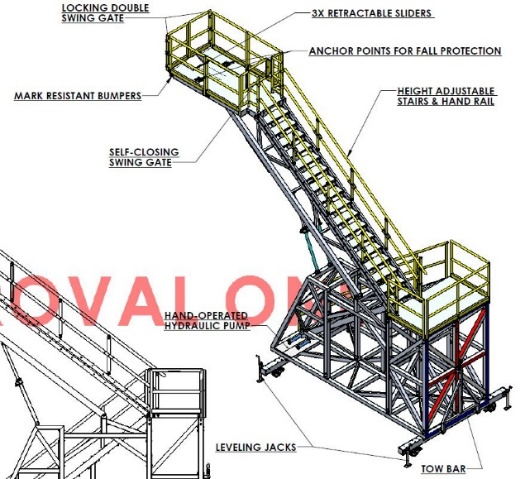 LOCKING DOUBLE
SWING GATE
3X RETRACTABLE SLIDERS
ANCHOR POINTS FOR FALL PROTECTION
MARK RESISTANT BUMPERS
HEIGHT ADJUSTABLE
STAIRS & HAND RAIL
SELF-CLOSING
SWING GATE
HAND-OPERATED
HYDRAULIC PUMP
LEVELING JACKS
TOW BAR